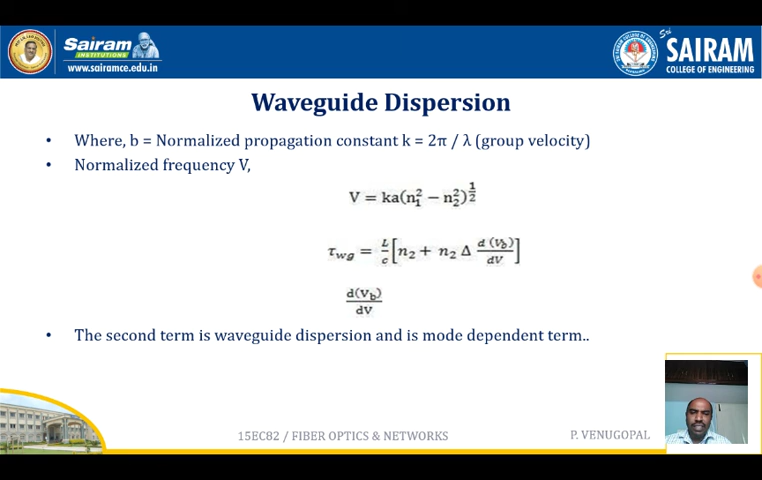 Sairam
INSTITUTIONS
www.sairamce.edu.in
Sri
SAIRAM
COLLEGE OF ENGINEERING
Waveguide Dispersion
• Where, b = Normalized propagation constant k = 2π / λ (group velocity)
• Normalized frequency V,
V = ka(n₁² − n₂²)^(1/2)
τ_wg = L/c [n₂ + n₂ Δ d (V_b)/dV]
d(V_b)/dV
• The second term is waveguide dispersion and is mode dependent term..
15EC82 / FIBER OPTICS & NETWORKS
P. VENUGOPAL